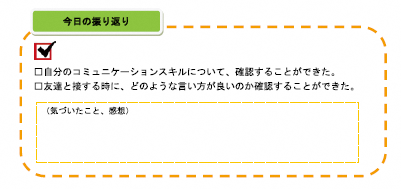 今日の振り返り
□自分のコミュニケーションスキルについて、確認することができた。
□友達と接する時に、どのような言い方が良いのか確認することができた。
（気づいたこと、感想）